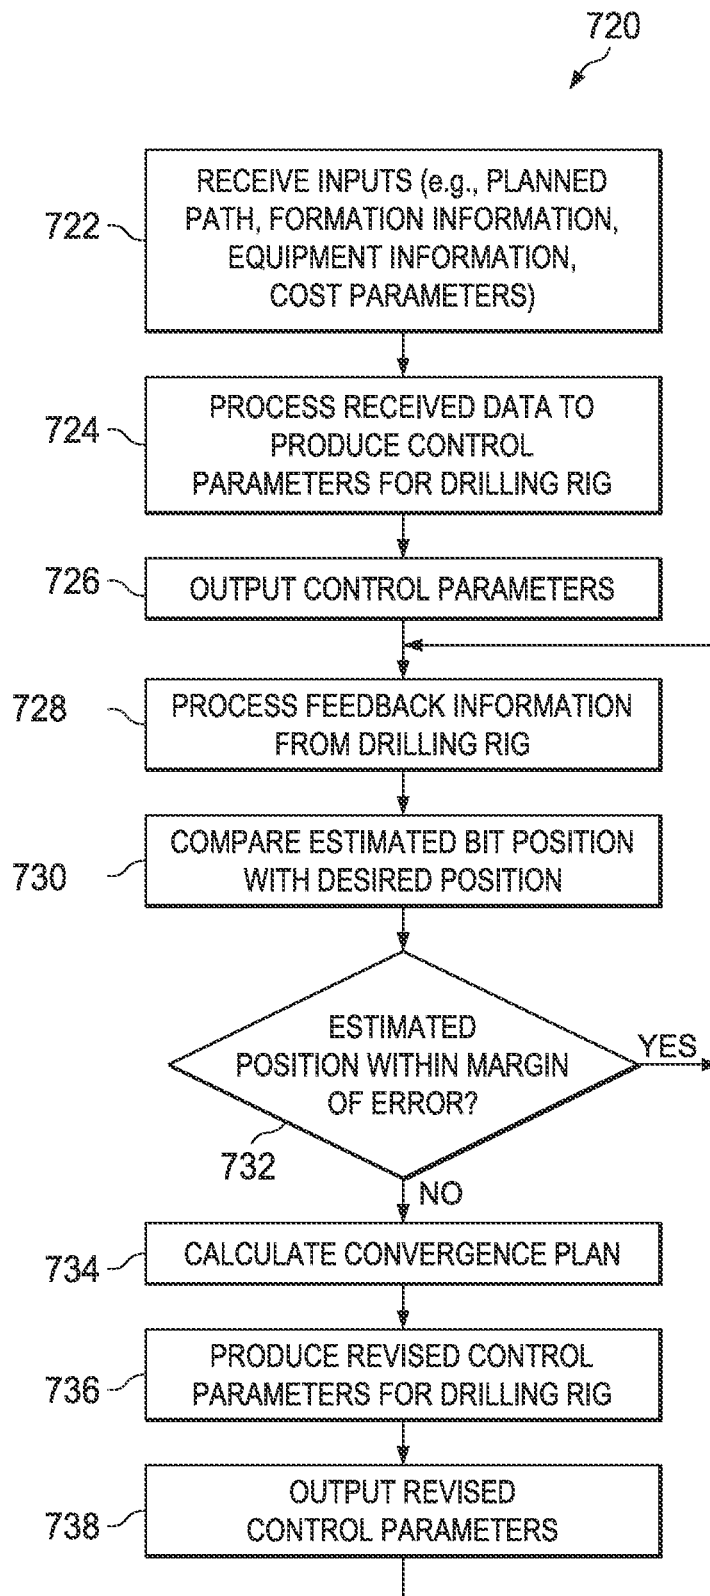 720
722
RECEIVE INPUTS (e.g., PLANNED
PATH, FORMATION INFORMATION,
EQUIPMENT INFORMATION,
COST PARAMETERS)
724
PROCESS RECEIVED DATA TO
PRODUCE CONTROL
PARAMETERS FOR DRILLING RIG
726
OUTPUT CONTROL PARAMETERS
728
PROCESS FEEDBACK INFORMATION
FROM DRILLING RIG
730
COMPARE ESTIMATED BIT POSITION
WITH DESIRED POSITION
ESTIMATED
POSITION WITHIN MARGIN
OF ERROR?
YES
732
NO
734
CALCULATE CONVERGENCE PLAN
736
PRODUCE REVISED CONTROL
PARAMETERS FOR DRILLING RIG
738
OUTPUT REVISED
CONTROL PARAMETERS